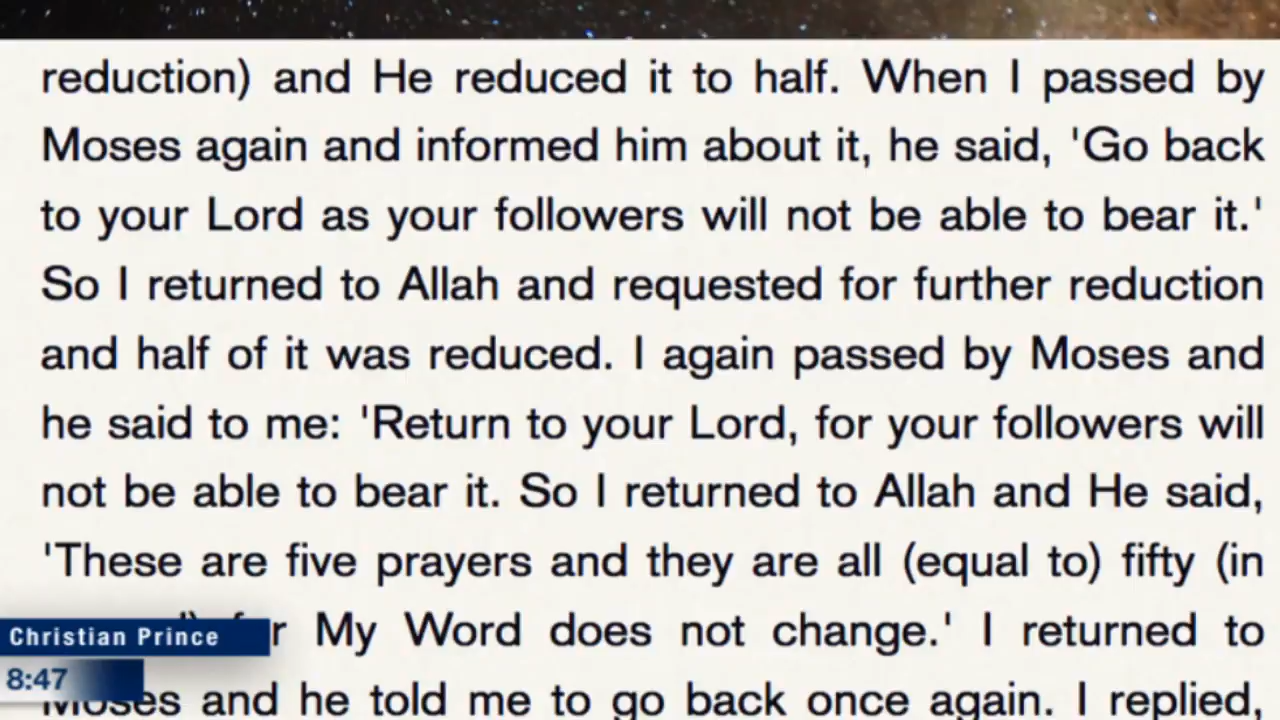 reduction) and He reduced it to half. When I passed by
Moses again and informed him about it, he said, 'Go back
to your Lord as your followers will not be able to bear it.'
So I returned to Allah and requested for further reduction
and half of it was reduced. I again passed by Moses and
he said to me: 'Return to your Lord, for your followers will
not be able to bear it. So I returned to Allah and He said,
'These are five prayers and they are all (equal to) fifty (in
for My Word does not change.' I returned to
Christian Prince
8:47
Moses and he told me to go back once again. I replied,